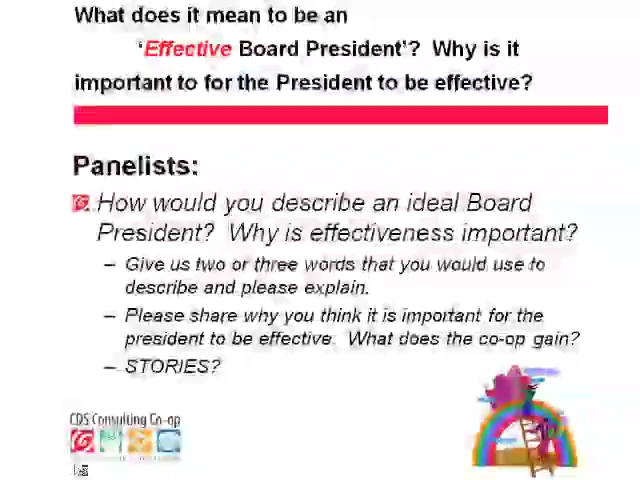 What does it mean to be an
'Effective Board President'? Why is it
important to for the President to be effective?
Panelists:
How would you describe an ideal Board
President? Why is effectiveness important?
– Give us two or three words that you would use to
describe and please explain.
– Please share why you think it is important for the
president to be effective. What does the co-op gain?
– STORIES?
CDS Consulting Co-op